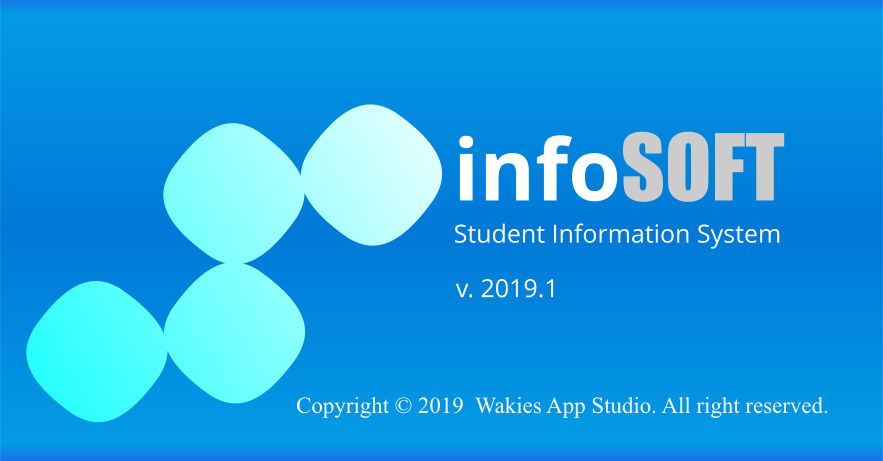 infoSOFT
Student Information System
v. 2019.1
Copyright © 2019  Wakies App Studio. All right reserved.